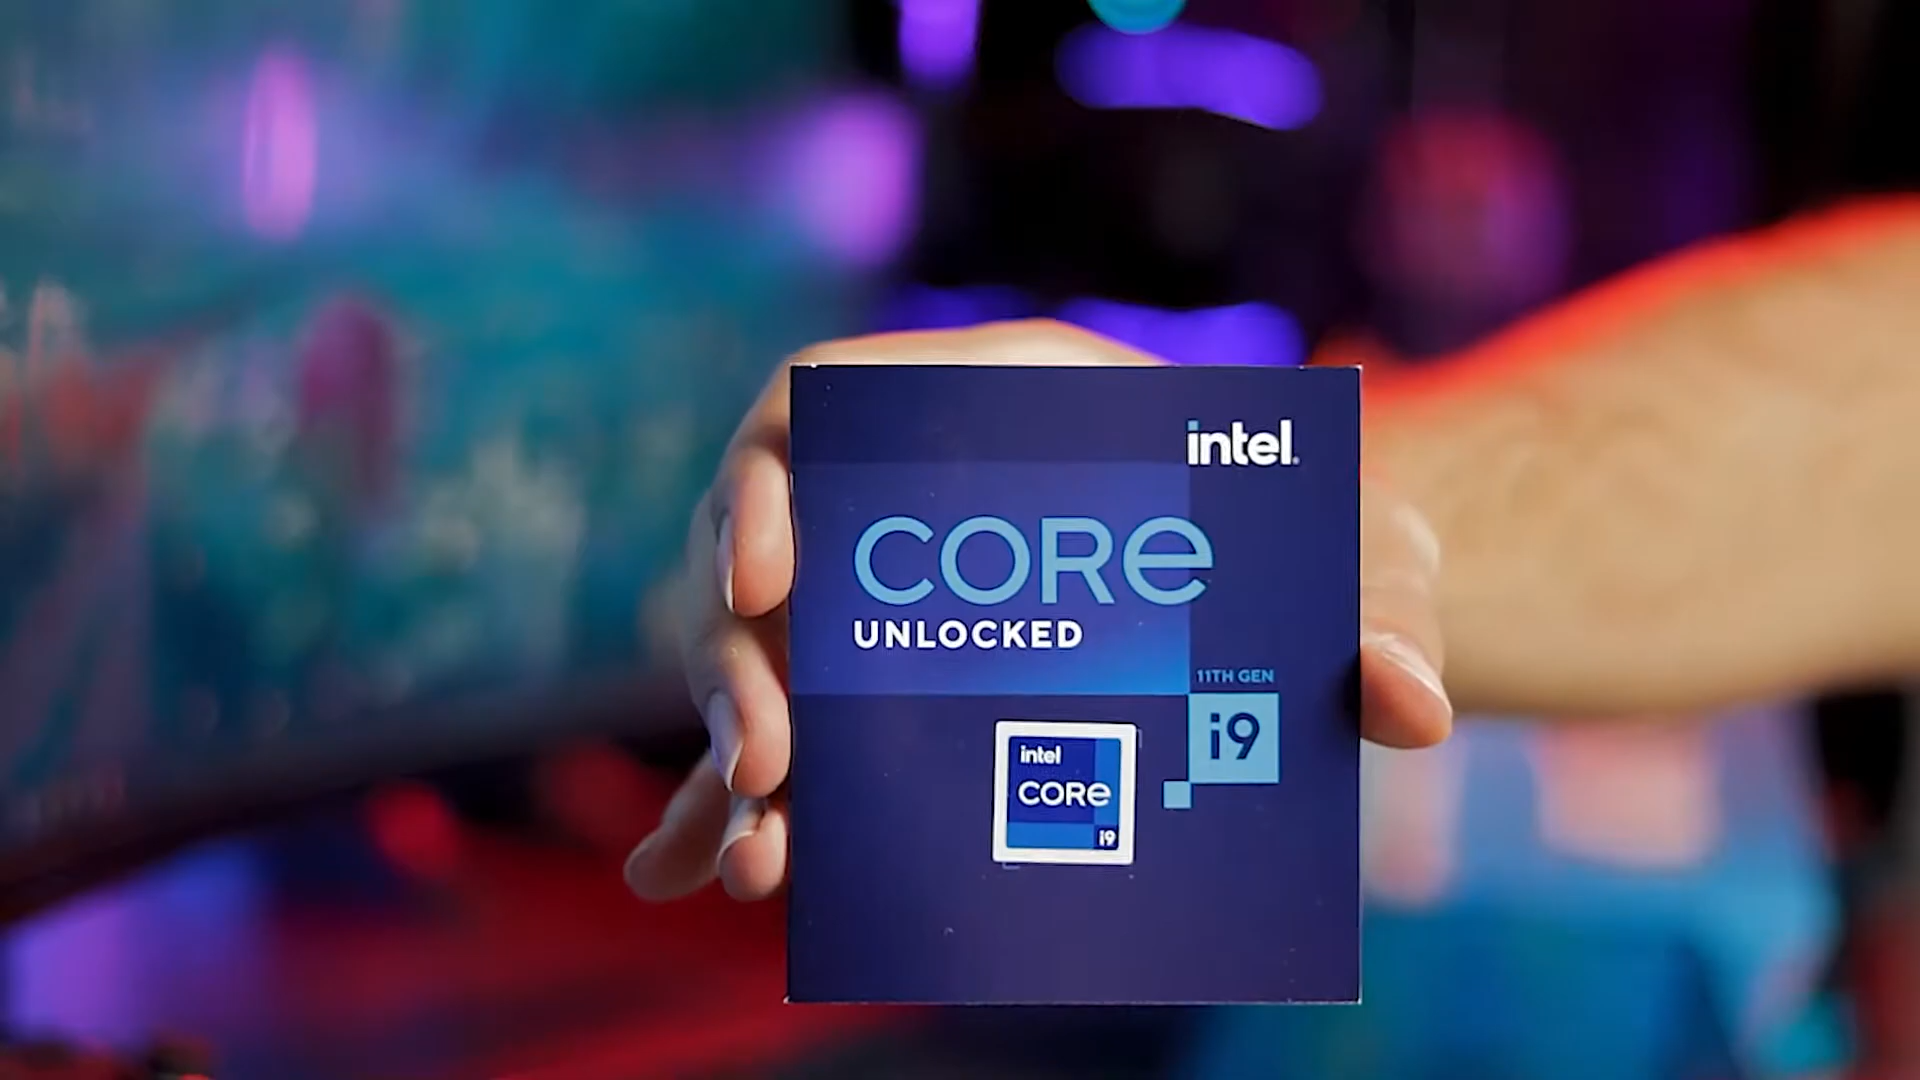 intel.
CORe
UNLOCKED
11TH GEN
i9
intel
CORe
i9